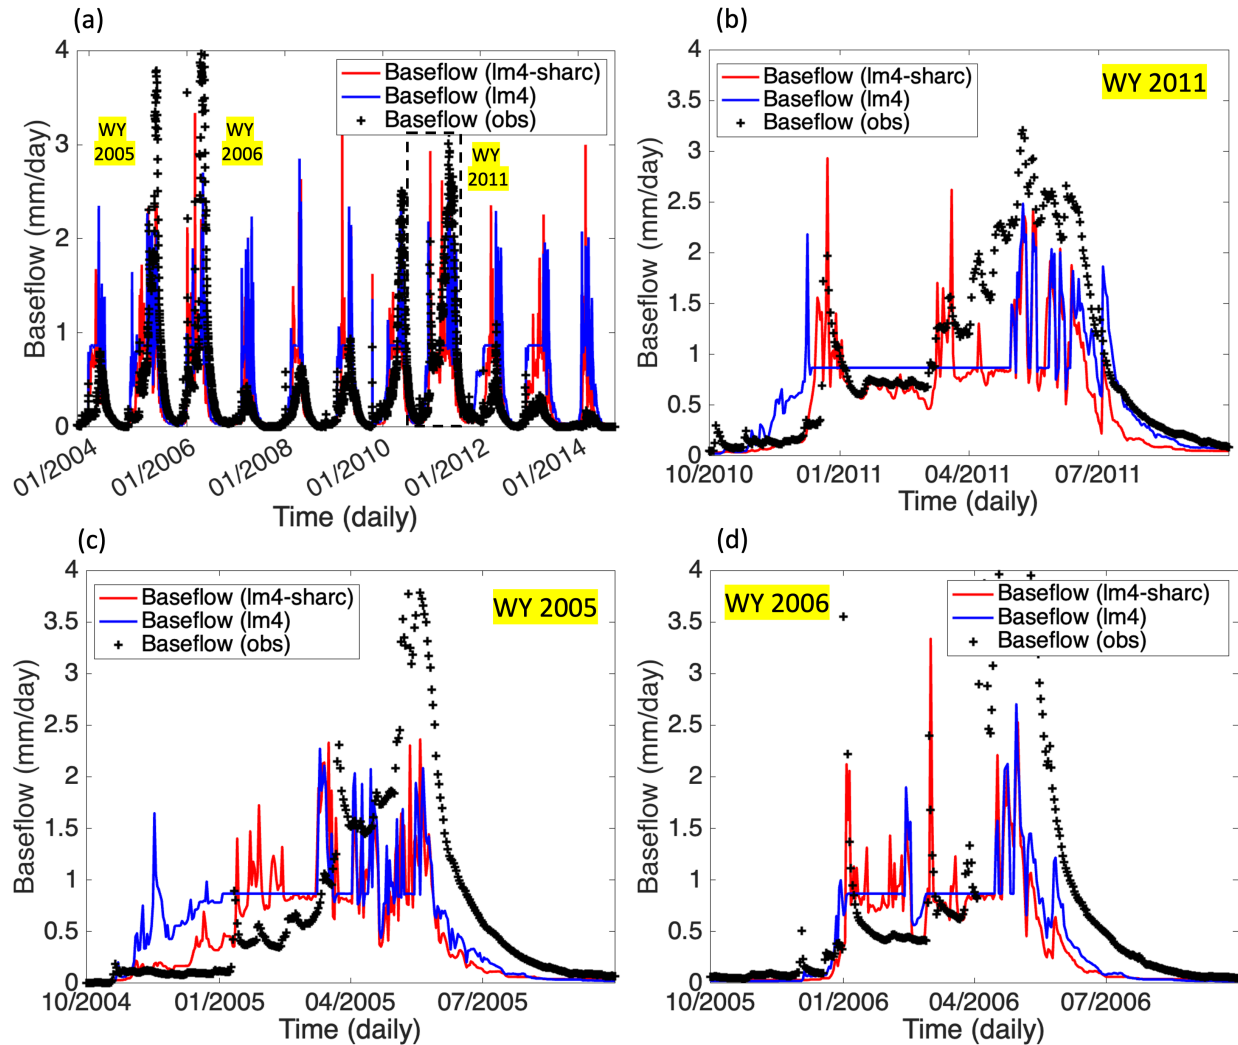 (a)
4
3
2
1
0
Baseflow (mm/day)
Baseflow (lm4-sharc)
Baseflow (lm4)
Baseflow (obs)
WY
2005
WY
2006
WY
2011
01/2004
01/2006
01/2008
01/2010
01/2012
01/2014
Time (daily)
(b)
4
3.5
3
2.5
2
1.5
1
0.5
0
Baseflow (mm/day)
Baseflow (lm4-sharc)
Baseflow (lm4)
Baseflow (obs)
WY 2011
10/2010
01/2011
04/2011
07/2011
Time (daily)
(c)
4
3.5
3
2.5
2
1.5
1
0.5
0
Baseflow (mm/day)
Baseflow (lm4-sharc)
Baseflow (lm4)
Baseflow (obs)
WY 2005
10/2004
01/2005
04/2005
07/2005
Time (daily)
(d)
4
3.5
3
2.5
2
1.5
1
0.5
0
Baseflow (mm/day)
WY 2006
Baseflow (lm4-sharc)
Baseflow (lm4)
Baseflow (obs)
10/2005
01/2006
04/2006
07/2006
Time (daily)